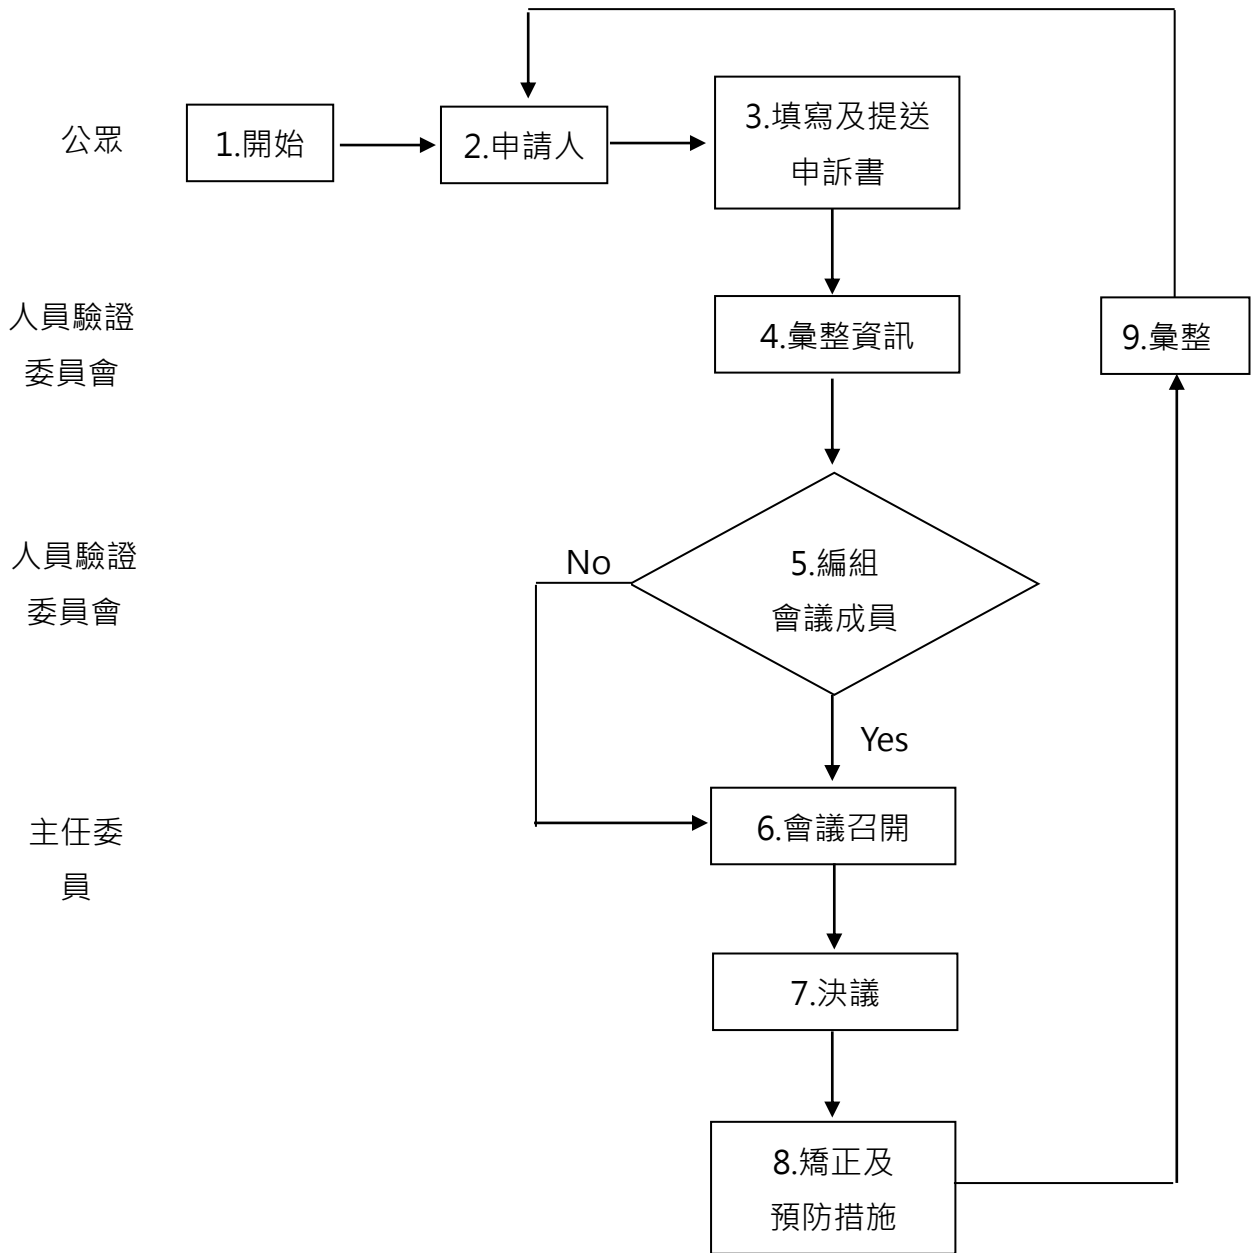 公眾
1.開始
2.申請人
3.填寫及提送
申訴書
人員驗證
委員會
4.彙整資訊
9.彙整
人員驗證
委員會
No
5.編組
會議成員
Yes
主任委
員
6.會議召開
7.決議
8.矯正及
預防措施